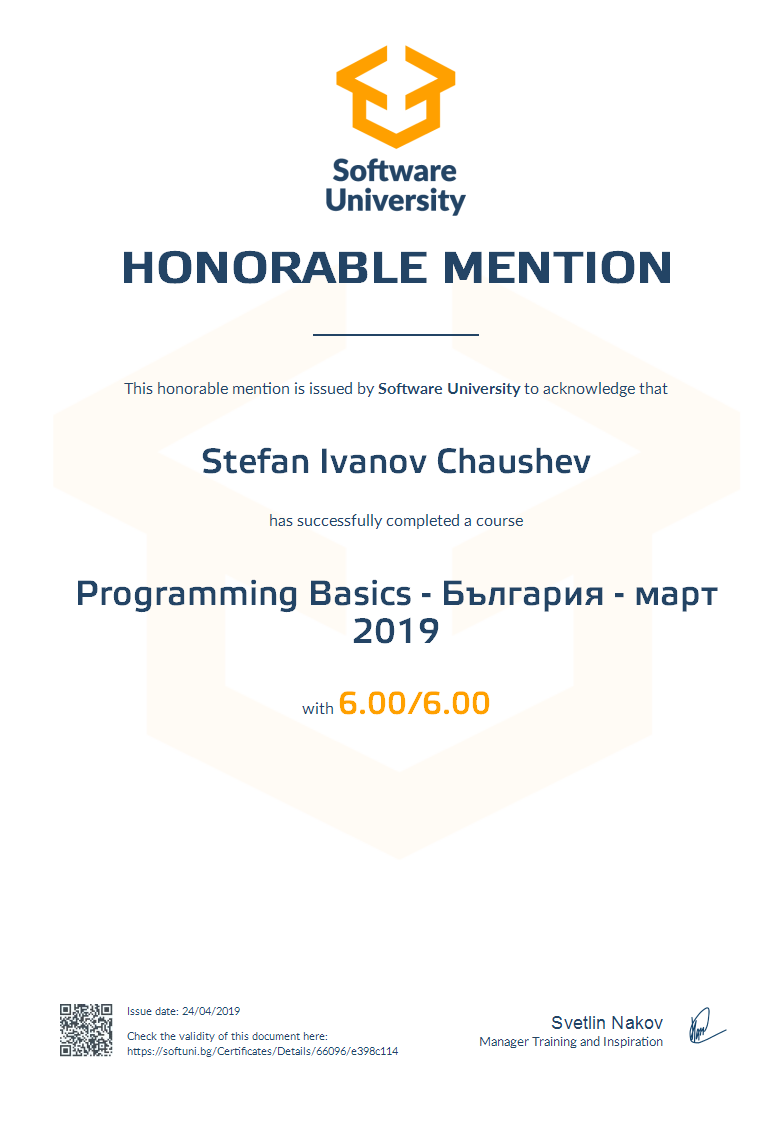 Software
University
HONORABLE MENTION
This honorable mention is issued by Software University to acknowledge that
Stefan Ivanov Chaushev
has successfully completed a course
Programming Basics - България - март
2019
with 6.00/6.00
Issue date: 24/04/2019
Check the validity of this document here:
https://softuni.bg/Certificates/Details/66096/e398c114
Svetlin Nakov
Manager Training and Inspiration